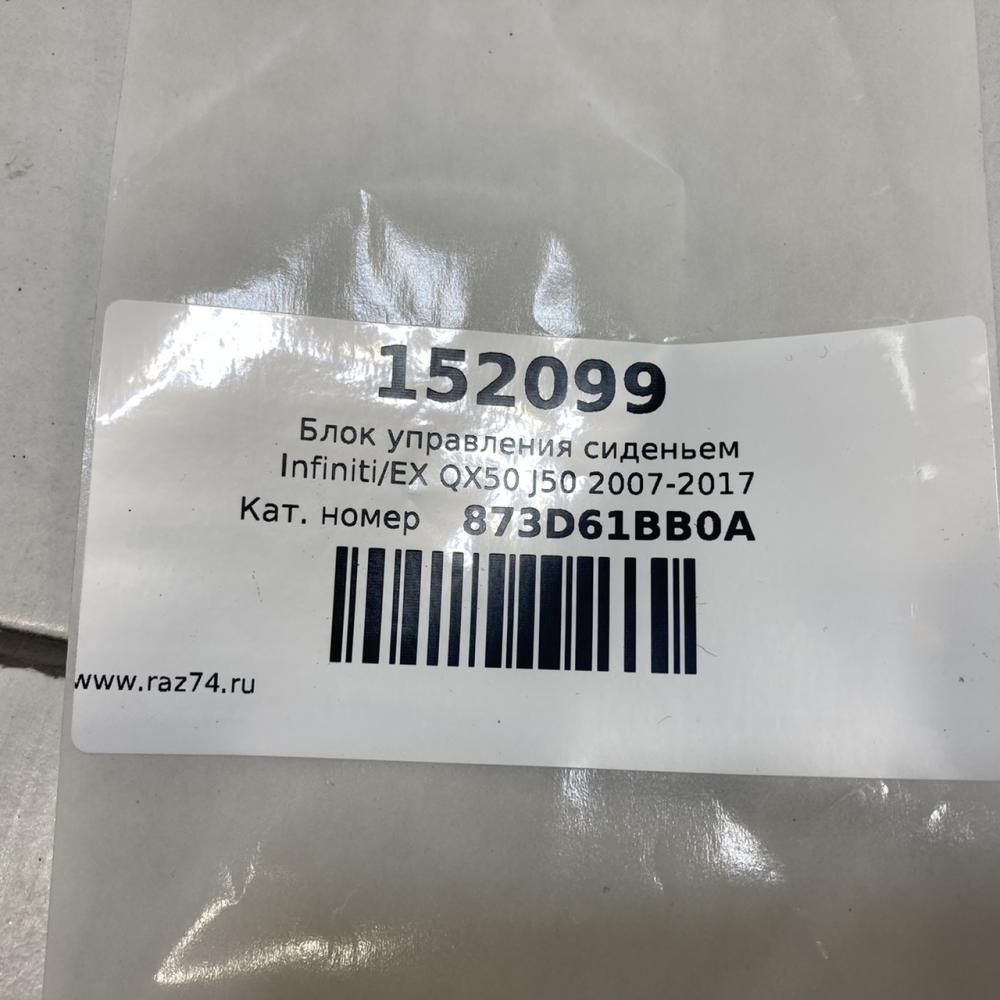 152099
Блок управления сиденьем
Infiniti/EX QX50 J50 2007-2017
Кат. номер 873D61BB0A
www.raz74.ru